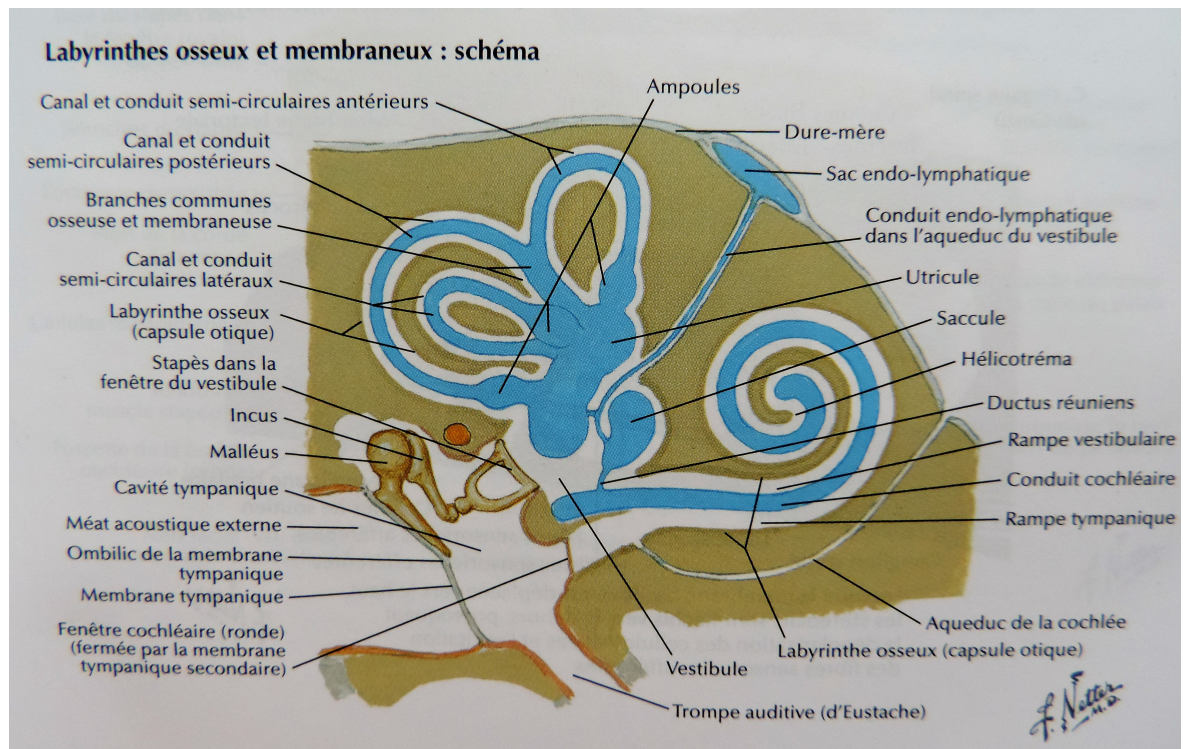 Labyrinthes osseux et membraneux : schéma
Canal et conduit semi-circulaires antérieurs
Canal et conduit
semi-circulaires postérieurs
Branches communes
osseuse et membraneuse
Canal et conduit
semi-circulaires latéraux
Labyrinthe osseux
(capsule otique)
Stapès dans la
fenêtre du vestibule
Incus
Malléus
Cavité tympanique
Méat acoustique externe
Ombilic de la membrane
tympanique
Membrane tympanique
Fenêtre cochléaire (ronde)
(fermée par la membrane
tympanique secondaire)
Ampoules
Dure-mère
Sac endo-lymphatique
Conduit endo-lymphatique
dans l'aqueduc du vestibule
Utricule
Saccule
Hélicotréma
Ductus réuniens
Rampe vestibulaire
Conduit cochléaire
Rampe tympanique
Aqueduc de la cochlée
Labyrinthe osseux (capsule otique)
Vestibule
Trompe auditive (d'Eustache)
F. Netter
M.D.